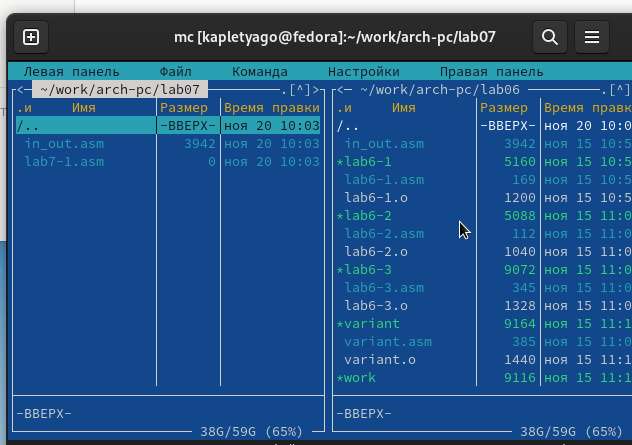 mc [kapletyago@fedora]:~/work/arch-pc/lab07
Левая панель Файл Команда Настройки Правая панель
<— ~/work/arch-pc/lab07 .[^]>
.и Имя Размер Время правки
/.. -ВВЕРХ- ноя 20 10:03
in_out.asm 3942 ноя 20 10:03
lab7-1.asm 0 ноя 20 10:03
-ВВЕРХ-
38G/59G (65%)
<— ~/work/arch-pc/lab06 .[^]
.и Имя Размер Время правк
/.. -ВВЕРХ- ноя 20 10:0
in_out.asm 3942 ноя 15 10:5
*lab6-1 5160 ноя 15 10:5
lab6-1.asm 169 ноя 15 10:5
lab6-1.o 1200 ноя 15 10:5
*lab6-2 5088 ноя 15 11:0
lab6-2.asm 112 ноя 15 11:0
lab6-2.o 1040 ноя 15 11:0
*lab6-3 9072 ноя 15 11:0
lab6-3.asm 345 ноя 15 11:0
lab6-3.o 1328 ноя 15 11:0
*variant 9164 ноя 15 11:1
variant.asm 385 ноя 15 11:0
variant.o 1440 ноя 15 11:1
*work 9116 ноя 15 11:1
-ВВЕРХ-
38G/59G (65%)